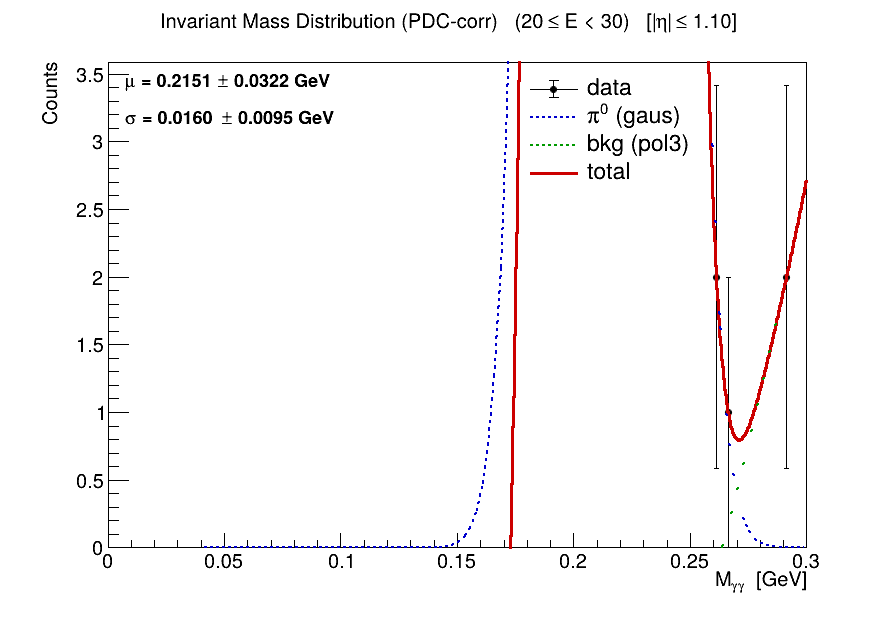 Invariant Mass Distribution (PDC-corr) (20 ≤ E < 30) [|η| ≤ 1.10]
Counts
μ = 0.2151 ± 0.0322 GeV
σ = 0.0160 ± 0.0095 GeV
data
π⁰ (gaus)
bkg (pol3)
total
3.5
3
2.5
2
1.5
1
0.5
0
0 0.05 0.1 0.15 0.2 0.25 0.3
Mγγ [GeV]